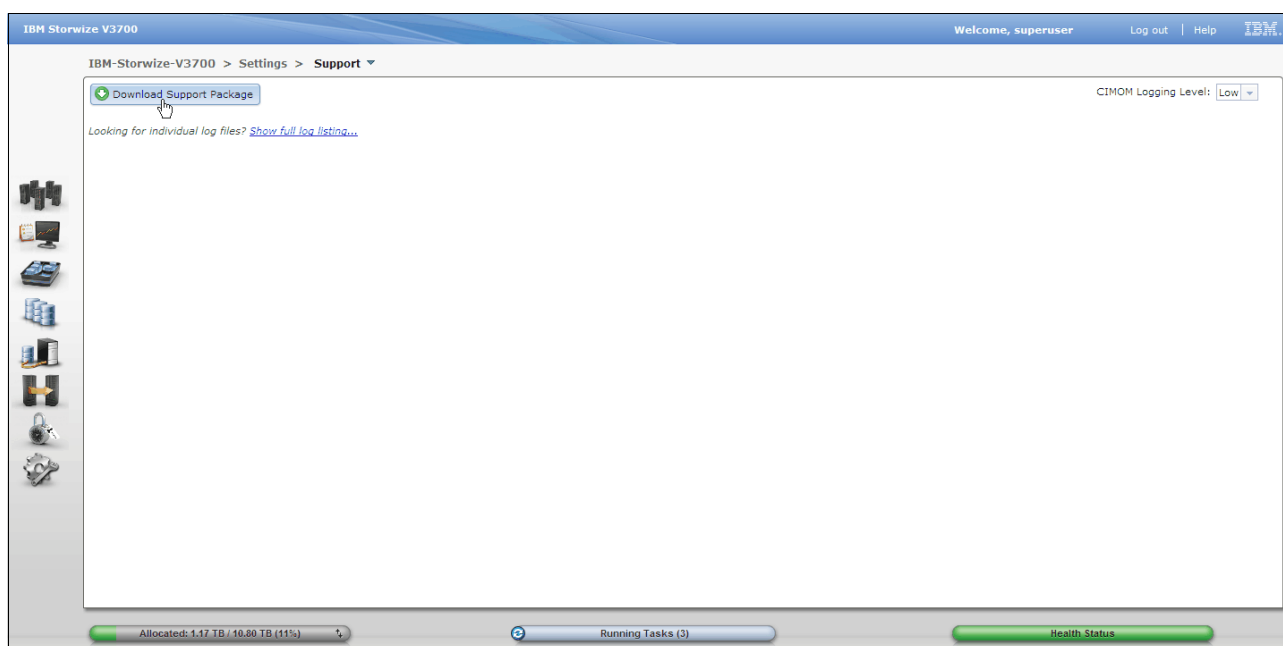 IBM Storwize V3700
Welcome, superuser
Log out | Help
IBM.
IBM-Storwize-V3700 > Settings > Support
Download Support Package
CIMOM Logging Level: Low
Looking for individual log files? Show full log listing...
Allocated: 1.17 TB / 10.80 TB (11%)
Running Tasks (3)
Health Status